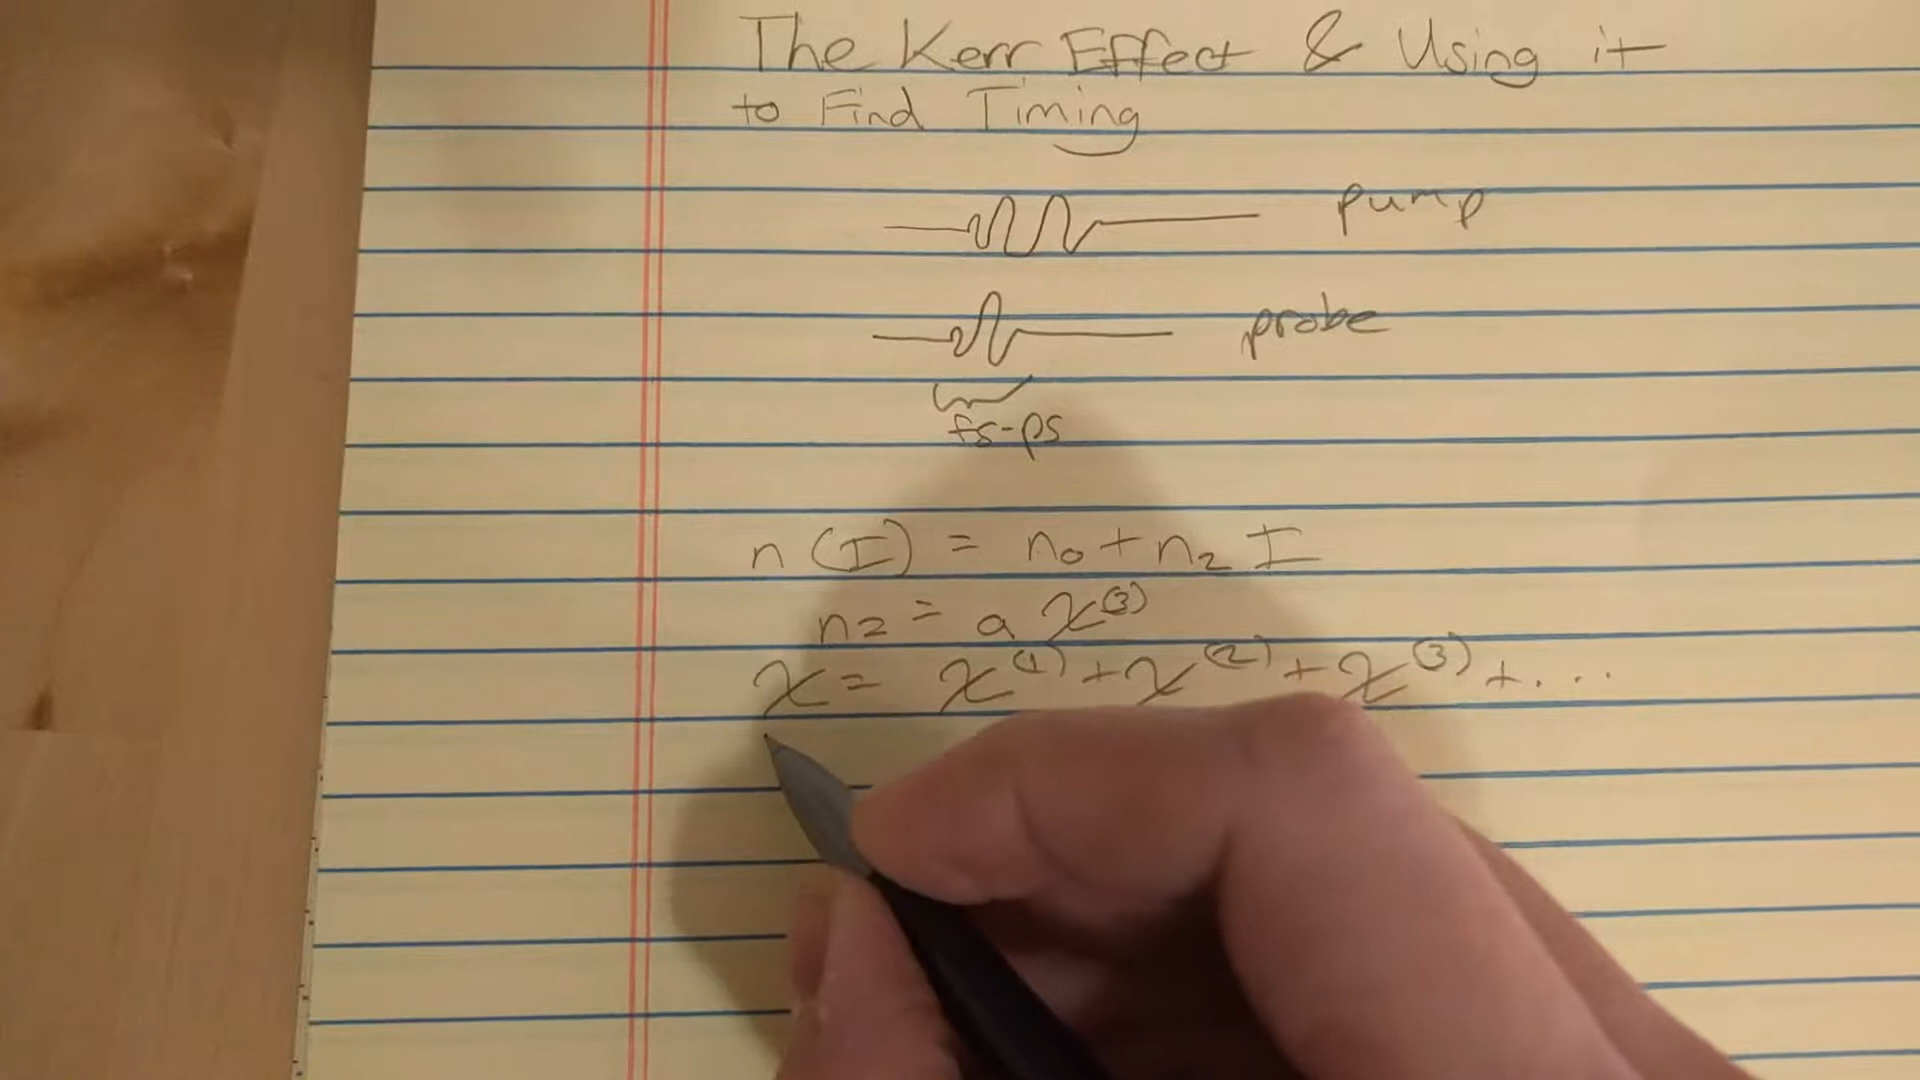 The Kerr Effect & Using it
to Find Timing
pump
probe
fs-ps
n(I) = n₀ + n₂ I
n₂ = a χ⁽³⁾
χ = χ⁽¹⁾ + χ⁽²⁾ + χ⁽³⁾ + ...